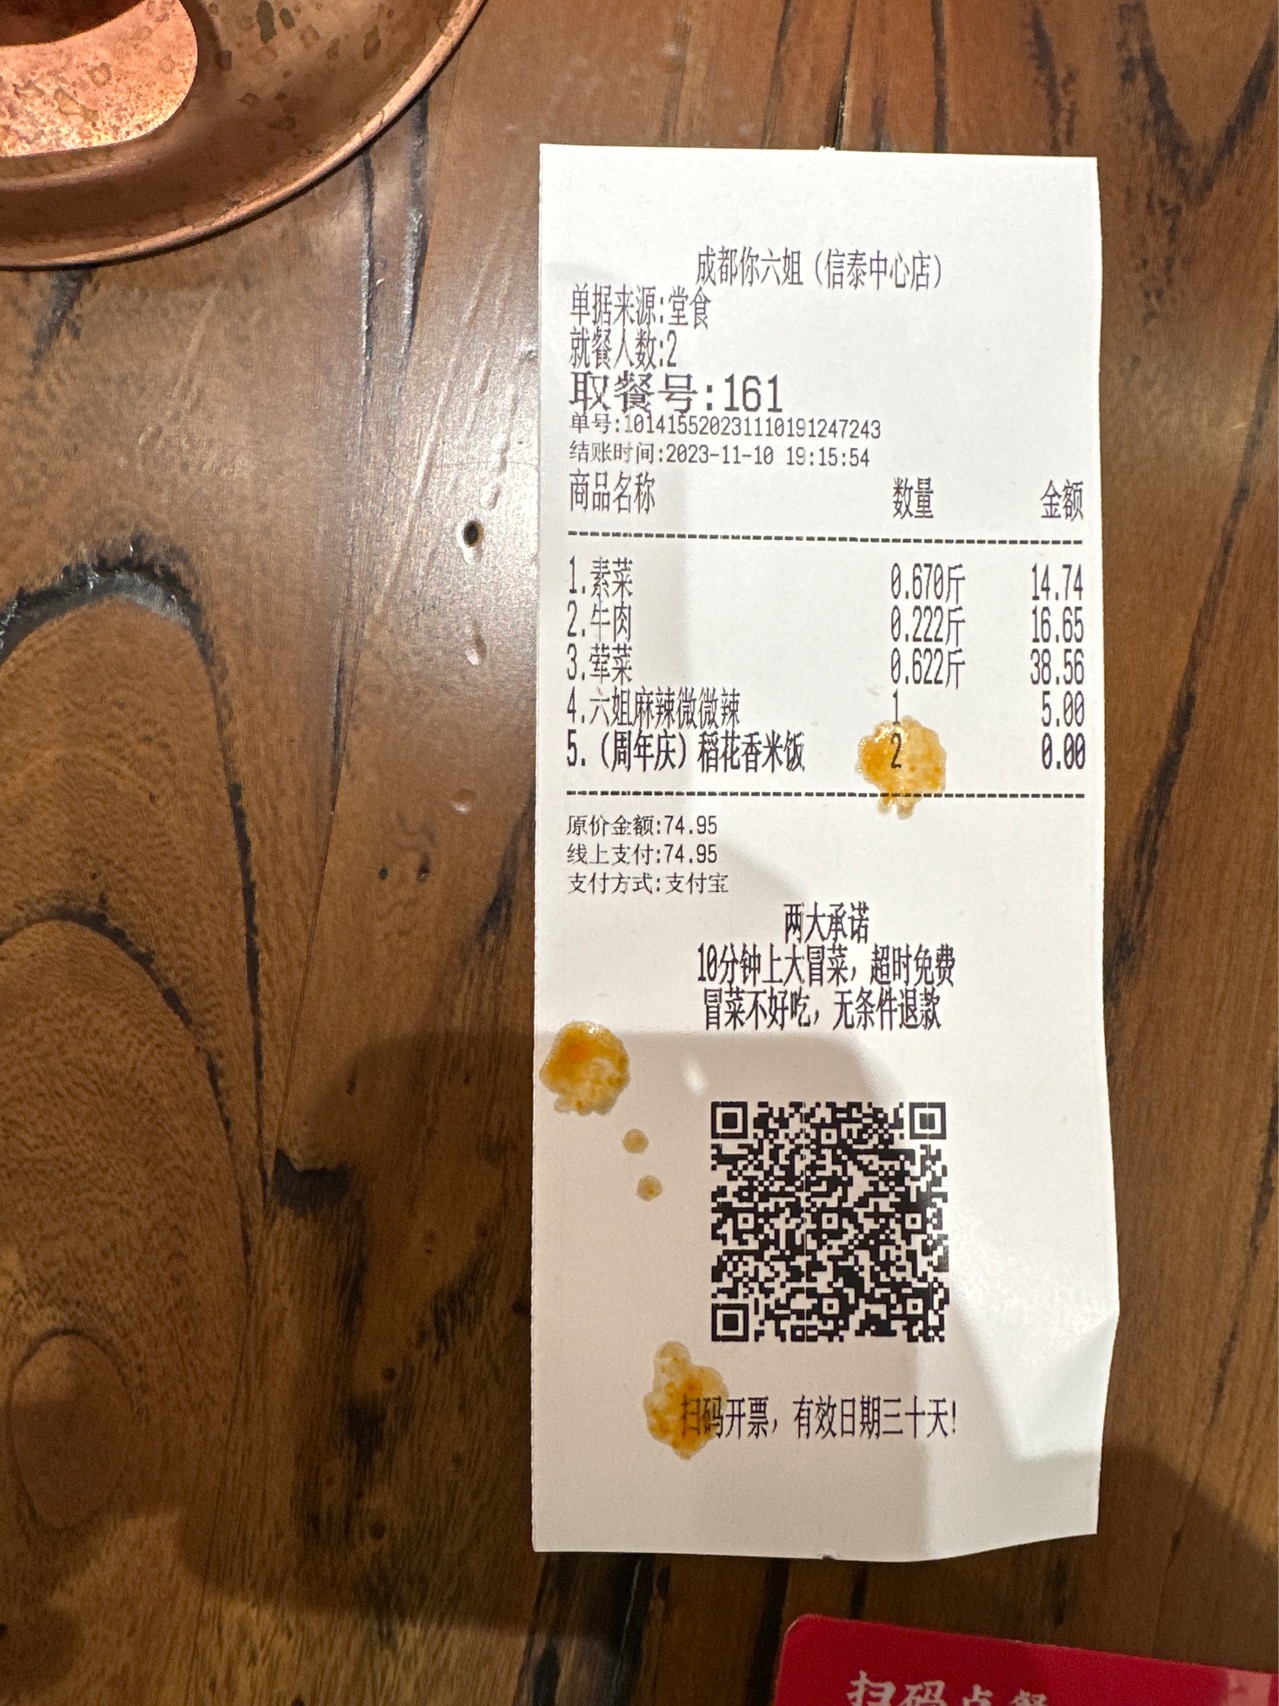 成都你六姐（信泰中心店）
单据来源:堂食
就餐人数:2
取餐号:161
单号:101415520231110191247243
结账时间:2023-11-10 19:15:54
商品名称 数量 金额
1.素菜 0.670斤 14.74
2.牛肉 0.222斤 16.65
3.荤菜 0.622斤 38.56
4.六姐麻辣微微辣 1 5.00
5.（周年庆）稻花香米饭 2 0.00
原价金额:74.95
线上支付:74.95
支付方式:支付宝
两大承诺
10分钟上大冒菜，超时免费
冒菜不好吃，无条件退款
扫码开票，有效日期三十天!
扫码点餐